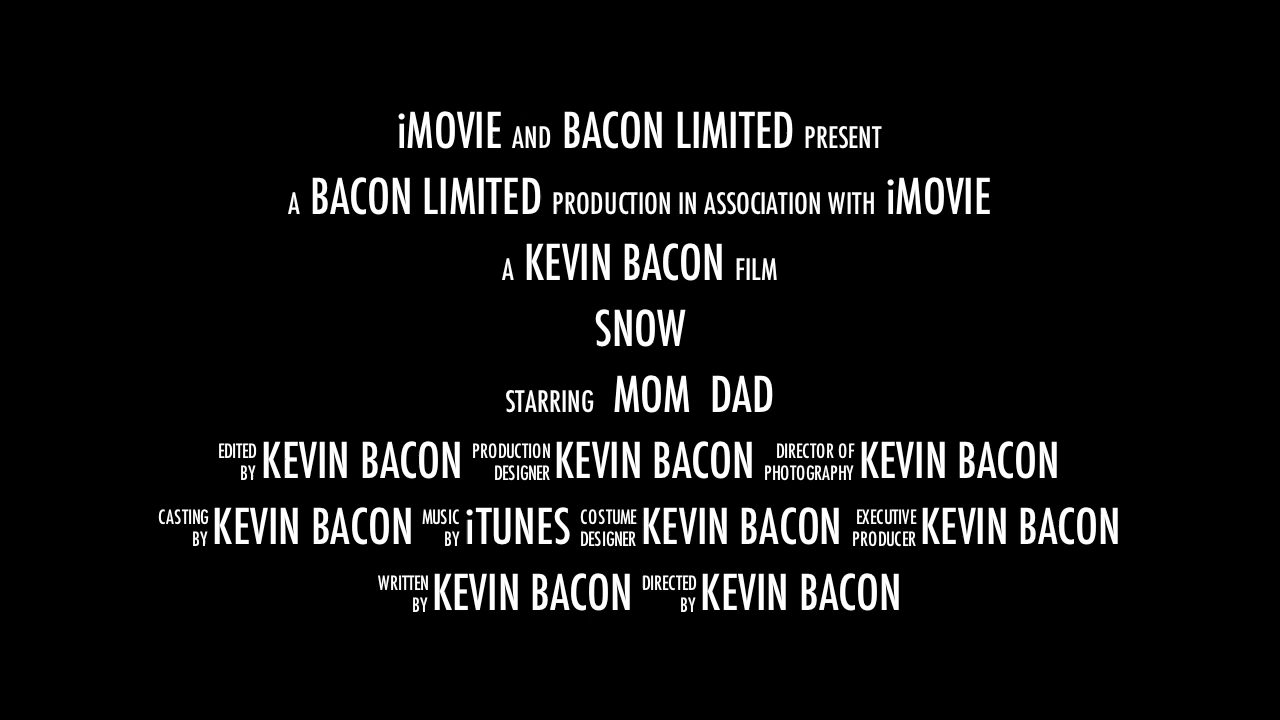 iMOVIE AND BACON LIMITED PRESENT
A BACON LIMITED PRODUCTION IN ASSOCIATION WITH iMOVIE
A KEVIN BACON FILM
SNOW
STARRING MOM DAD
EDITED BY KEVIN BACON PRODUCTION DESIGNER KEVIN BACON DIRECTOR OF PHOTOGRAPHY KEVIN BACON
CASTING BY KEVIN BACON MUSIC BY iTUNES COSTUME DESIGNER KEVIN BACON EXECUTIVE PRODUCER KEVIN BACON
WRITTEN BY KEVIN BACON DIRECTED BY KEVIN BACON